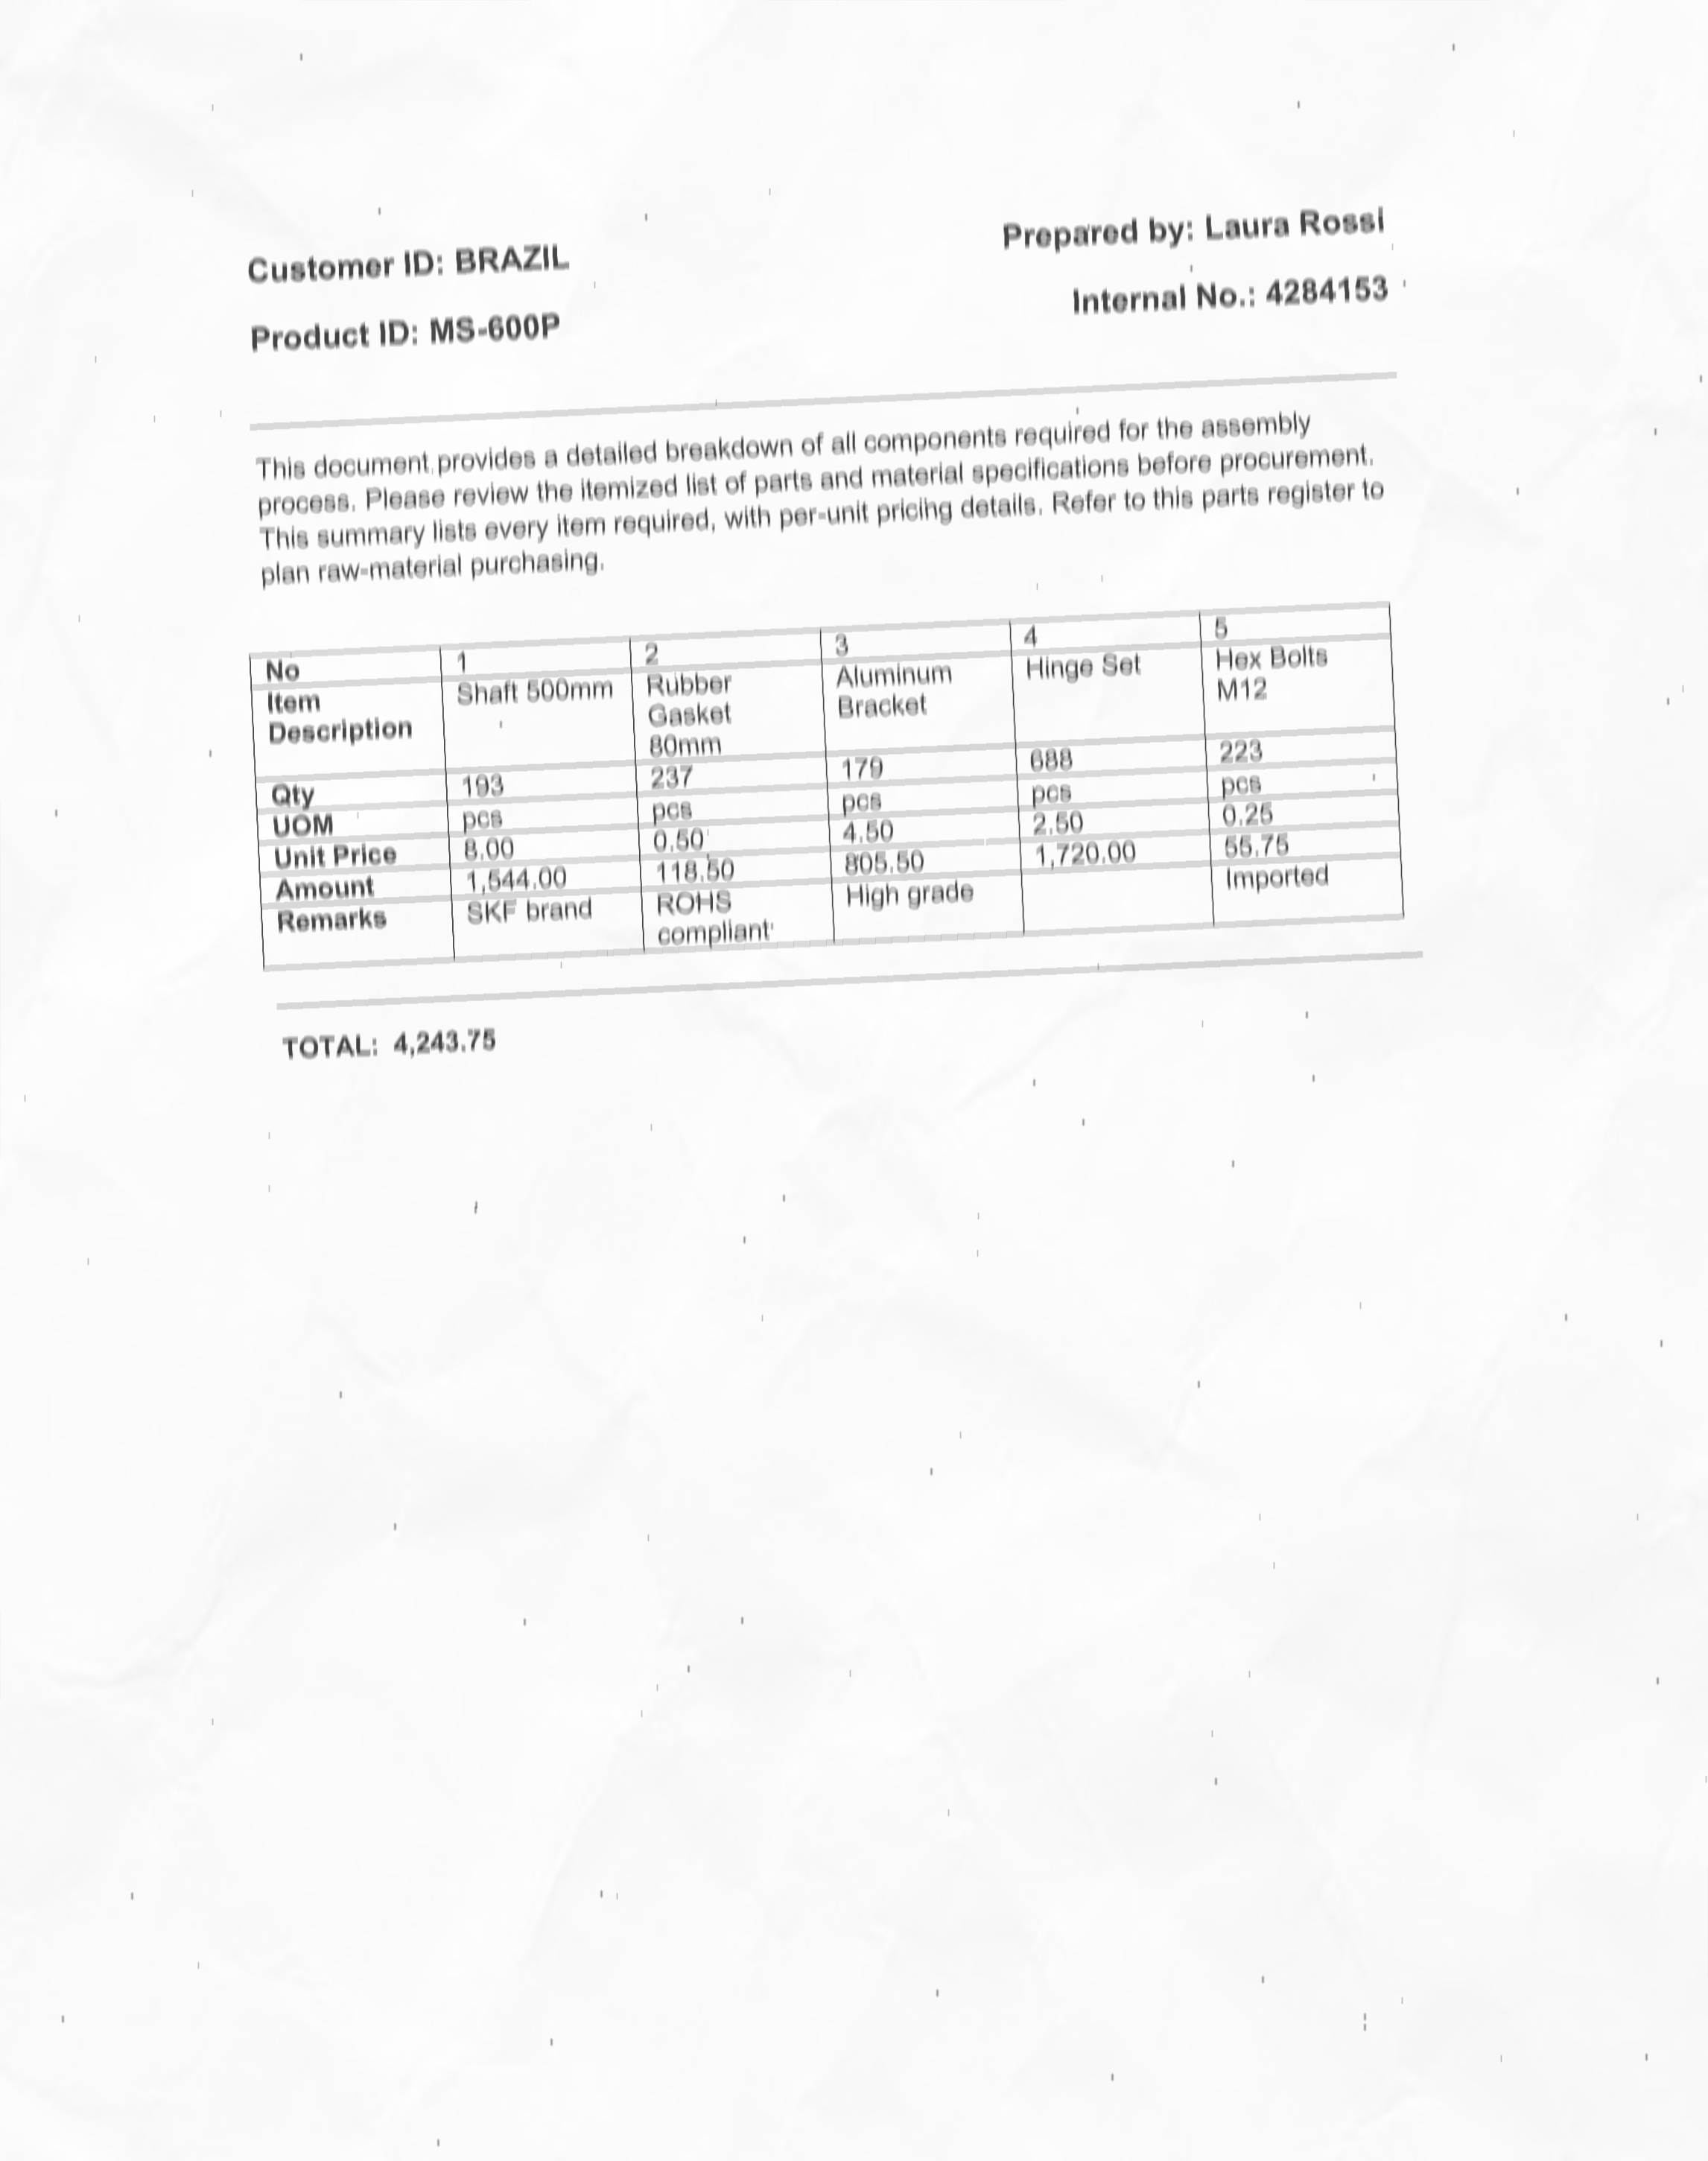 Customer ID: BRAZIL
Prepared by: Laura Rossi
Product ID: MS-600P
Internal No.: 4284153
This document provides a detailed breakdown of all components required for the assembly
process. Please review the itemized list of parts and material specifications before procurement.
This summary lists every item required, with per-unit pricing details. Refer to this parts register to
plan raw-material purchasing.
No 1 2 3 4 5
Item Description Shaft 500mm Rubber Gasket 80mm Aluminum Bracket Hinge Set Hex Bolts M12
Qty 193 237 179 688 223
UOM pcs pcs pcs pcs pcs
Unit Price 8.00 0.50 4.50 2.50 0.25
Amount 1,544.00 118.50 805.50 1,720.00 55.75
Remarks SKF brand ROHS compliant High grade Imported
TOTAL: 4,243.75